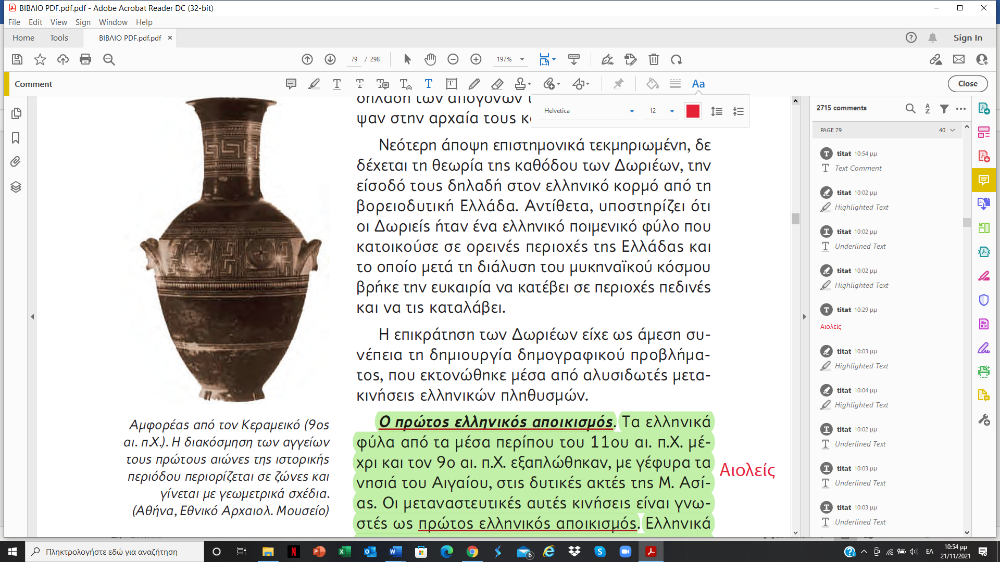 ΒΙΒΛΙΟ PDF.pdf.pdf - Adobe Acrobat Reader DC (32-bit)
File Edit View Sign Window Help
Home Tools ΒΙΒΛΙΟ PDF.pdf.pdf × Sign In
79 / 298 197%
Comment Close
Helvetica 12
ψαν στην αρχαία τους
Νεότερη άποψη επιστημονικά τεκμηριωμένη, δε
δέχεται τη θεωρία της καθόδου των Δωριέων, την
είσοδό τους δηλαδή στον ελληνικό κορμό από τη
βορειοδυτική Ελλάδα. Αντίθετα, υποστηρίζει ότι
οι Δωριείς ήταν ένα ελληνικό ποιμενικό φύλο που
κατοικούσε σε ορεινές περιοχές της Ελλάδας και
το οποίο μετά τη διάλυση του μυκηναϊκού κόσμου
βρήκε την ευκαιρία να κατέβει σε περιοχές πεδινές
και να τις καταλάβει.
Η επικράτηση των Δωριέων είχε ως άμεση συ-
νέπεια τη δημιουργία δημογραφικού προβλήμα-
τος, που εκτονώθηκε μέσα από αλυσιδωτές μετα-
κινήσεις ελληνικών πληθυσμών.
Ο πρώτος ελληνικός αποικισμός. Τα ελληνικά
φύλα από τα μέσα περίπου του 11ου αι. π.Χ. μέ-
χρι και τον 9ο αι. π.Χ. εξαπλώθηκαν, με γέφυρα τα
νησιά του Αιγαίου, στις δυτικές ακτές της Μ. Ασί-
ας. Οι μεταναστευτικές αυτές κινήσεις είναι γνω-
στές ως πρώτος ελληνικός αποικισμός. Ελληνικά
Αιολείς
Αμφορέας από τον Κεραμεικό (9ος
αι. π.Χ.). Η διακόσμηση των αγγείων
τους πρώτους αιώνες της ιστορικής
περιόδου περιορίζεται σε ζώνες και
γίνεται με γεωμετρικά σχέδια.
(Αθήνα, Εθνικό Αρχαιολ. Μουσείο)
2715 comments
PAGE 79 40
titat 10:54 μμ
Text Comment
titat 10:02 μμ
Highlighted Text
titat 10:02 μμ
Underlined Text
titat 10:02 μμ
Highlighted Text
titat 10:29 μμ
Αιολείς
titat 10:03 μμ
Highlighted Text
titat 10:04 μμ
Highlighted Text
titat 10:02 μμ
Underlined Text
titat 10:03 μμ
Underlined Text
titat 10:03 μμ
Underlined Text
Πληκτρολογήστε εδώ για αναζήτηση
6
ΕΛ
10:54 μμ
21/11/2021